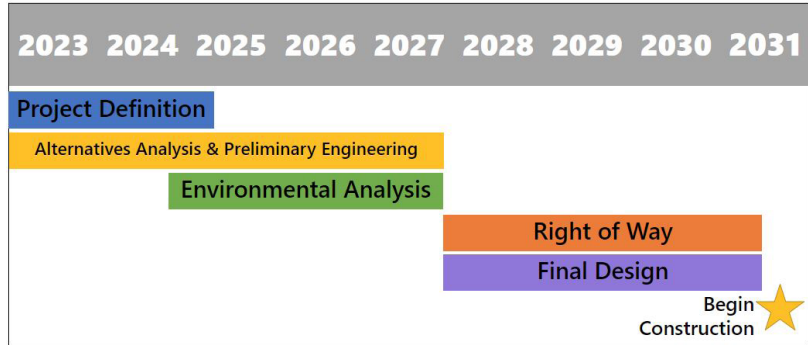 2023 2024 2025 2026 2027 2028 2029 2030 2031
Project Definition
Alternatives Analysis & Preliminary Engineering
Environmental Analysis
Right of Way
Final Design
Begin
Construction